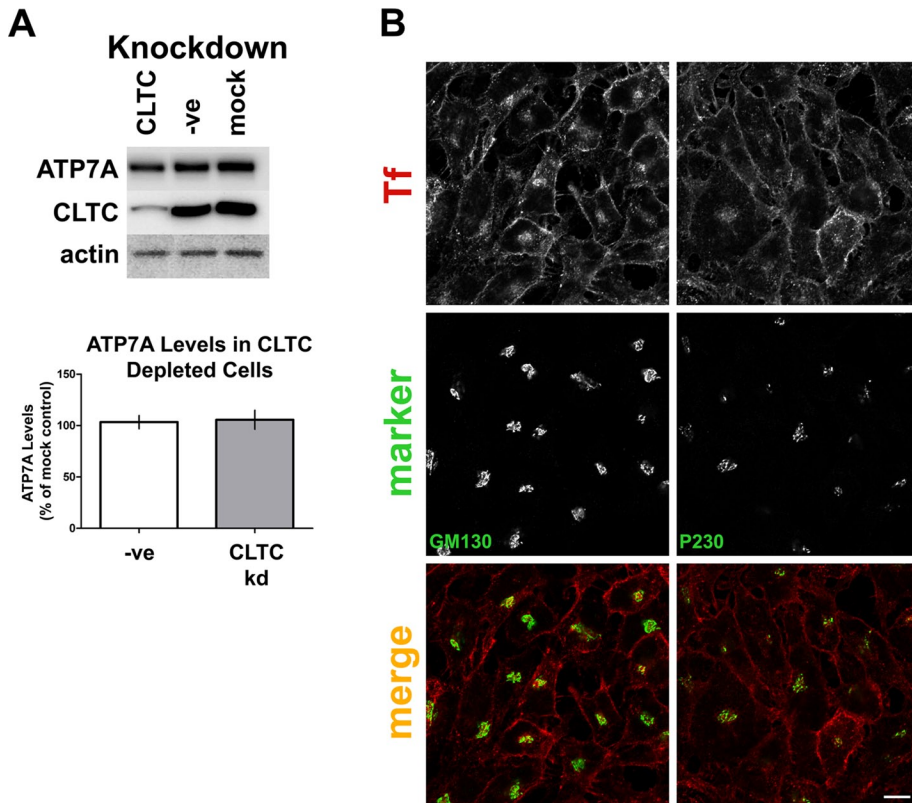 A
Knockdown
CLTC
-ve
mock
ATP7A
CLTC
actin
ATP7A Levels in CLTC
Depleted Cells
ATP7A Levels
(% of mock control)
150
100
50
0
-ve
CLTC
kd
B
Tf
marker
GM130
P230
merge